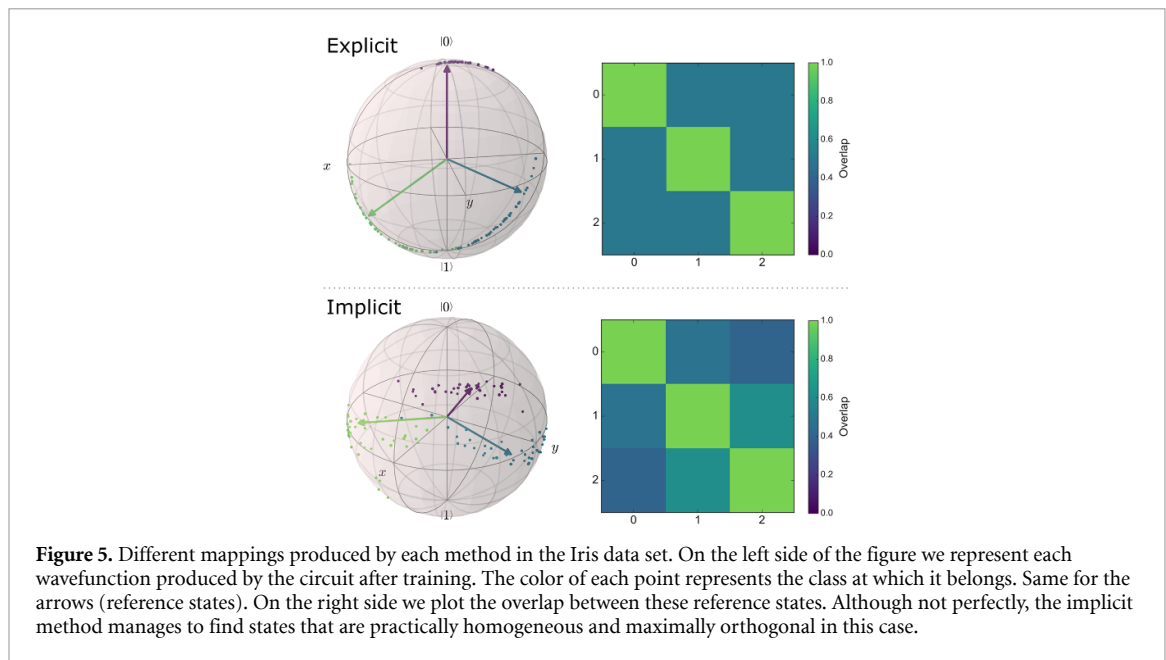 Explicit
|0⟩
x
y
|1⟩
0
1
2
0
1
2
1.0
0.8
0.6
0.4
0.2
0.0
Overlap
Implicit
|0⟩
x
y
|1⟩
0
1
2
0
1
2
1.0
0.8
0.6
0.4
0.2
0.0
Overlap
Figure 5. Different mappings produced by each method in the Iris data set. On the left side of the figure we represent each
wavefunction produced by the circuit after training. The color of each point represents the class at which it belongs. Same for the
arrows (reference states). On the right side we plot the overlap between these reference states. Although not perfectly, the implicit
method manages to find states that are practically homogeneous and maximally orthogonal in this case.